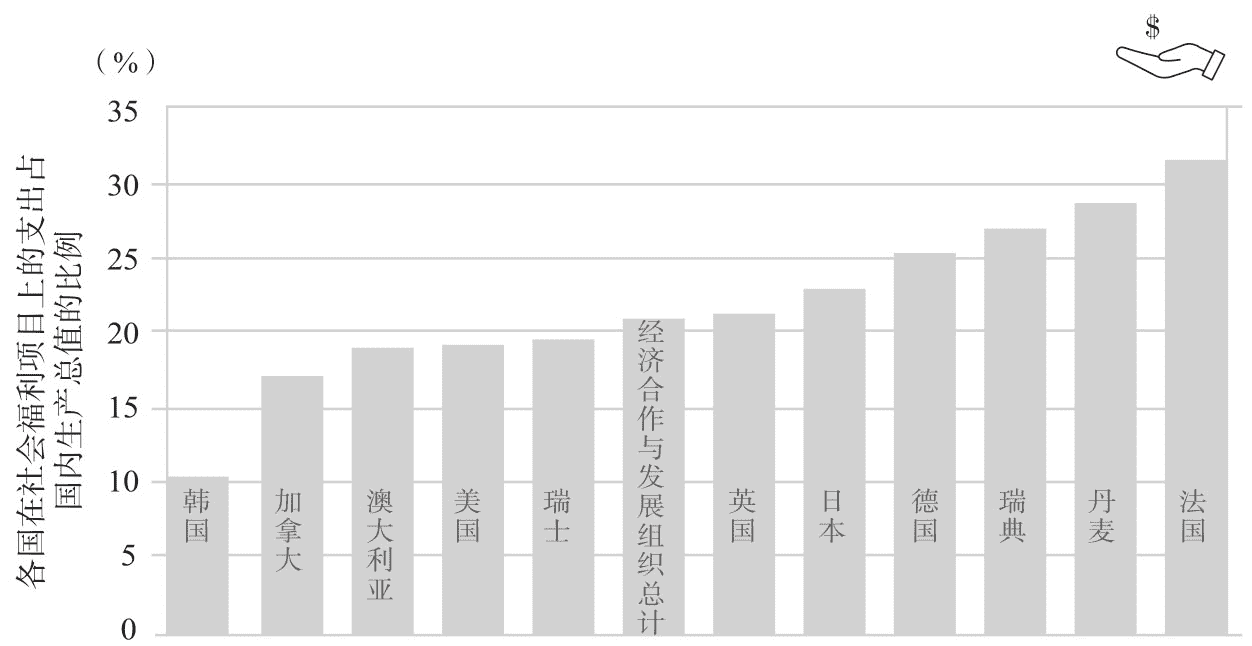 $
（%）
35
30
25
20
15
10
5
0
各国在社会福利项目上的支出占
国内生产总值的比例
韩国
加拿大
澳大利亚
美国
瑞士
经济合作与发展组织总计
英国
日本
德国
瑞典
丹麦
法国